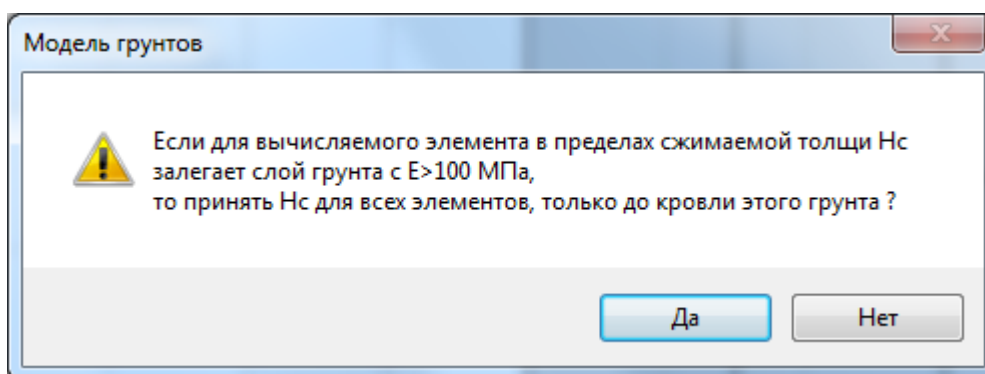 Модель грунтов
Если для вычисляемого элемента в пределах сжимаемой толщи Hc
залегает слой грунта с E>100 МПа,
то принять Hc для всех элементов, только до кровли этого грунта ?
Да
Нет